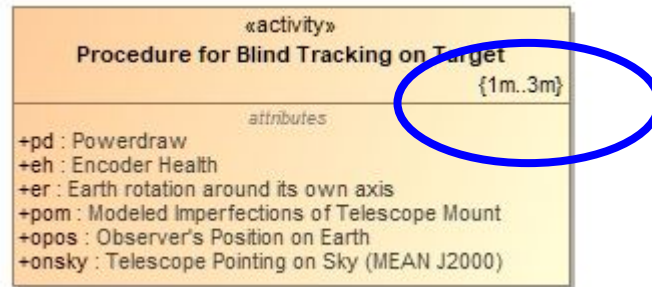 «activity»
Procedure for Blind Tracking on Target
{1m..3m}
attributes
+pd : Powerdraw
+eh : Encoder Health
+er : Earth rotation around its own axis
+pom : Modeled Imperfections of Telescope Mount
+opos : Observer's Position on Earth
+onsky : Telescope Pointing on Sky (MEAN J2000)